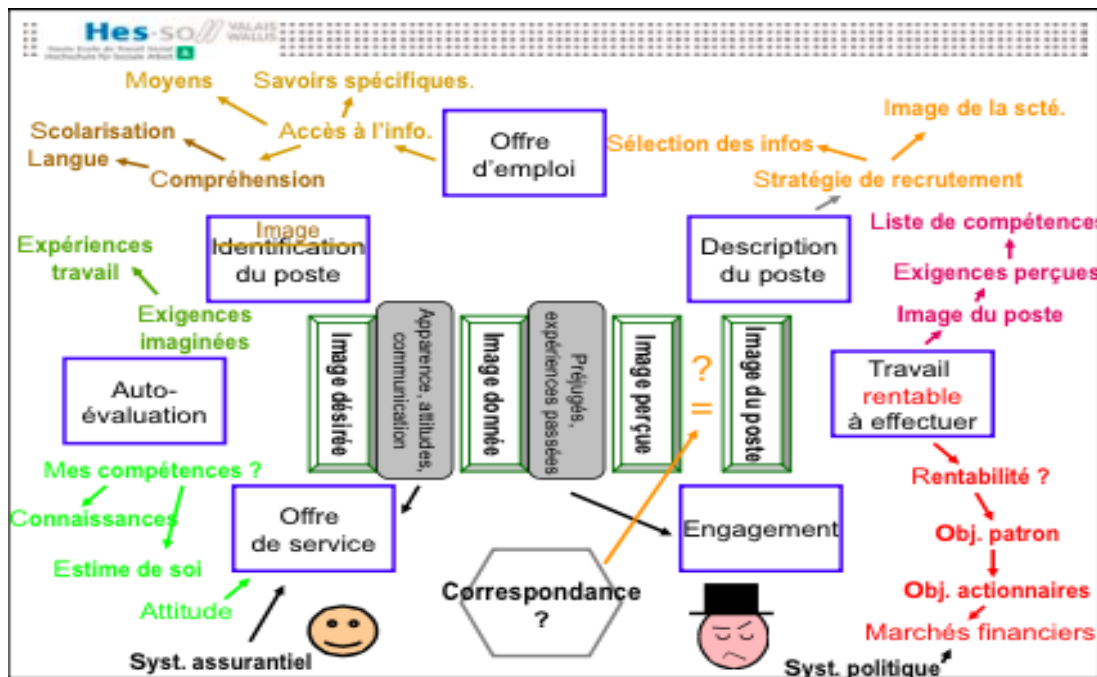 Hes-so VALAIS
WALLIS
Haute Ecole de Travail Social
Hochschule für Soziale Arbeit
Moyens
Savoirs spécifiques.
Accès à l'info.
Scolarisation
Langue
Compréhension
Offre
d'emploi
Image de la scté.
Sélection des infos
Stratégie de recrutement
Image
Identification
du poste
Description
du poste
Liste de compétences
Exigences perçues
Image du poste
Expériences
travail
Exigences
imaginées
Auto-
évaluation
Image désirée
Apparence, attitudes,
communication
Image donnée
Préjugés,
expériences passées
Image perçue
?
=
Image du poste
Travail
rentable
à effectuer
Mes compétences ?
Connaissances
Estime de soi
Attitude
Syst. assurantiel
Offre
de service
Correspondance
?
Engagement
Rentabilité ?
Obj. patron
Obj. actionnaires
Marchés financiers
Syst. politique